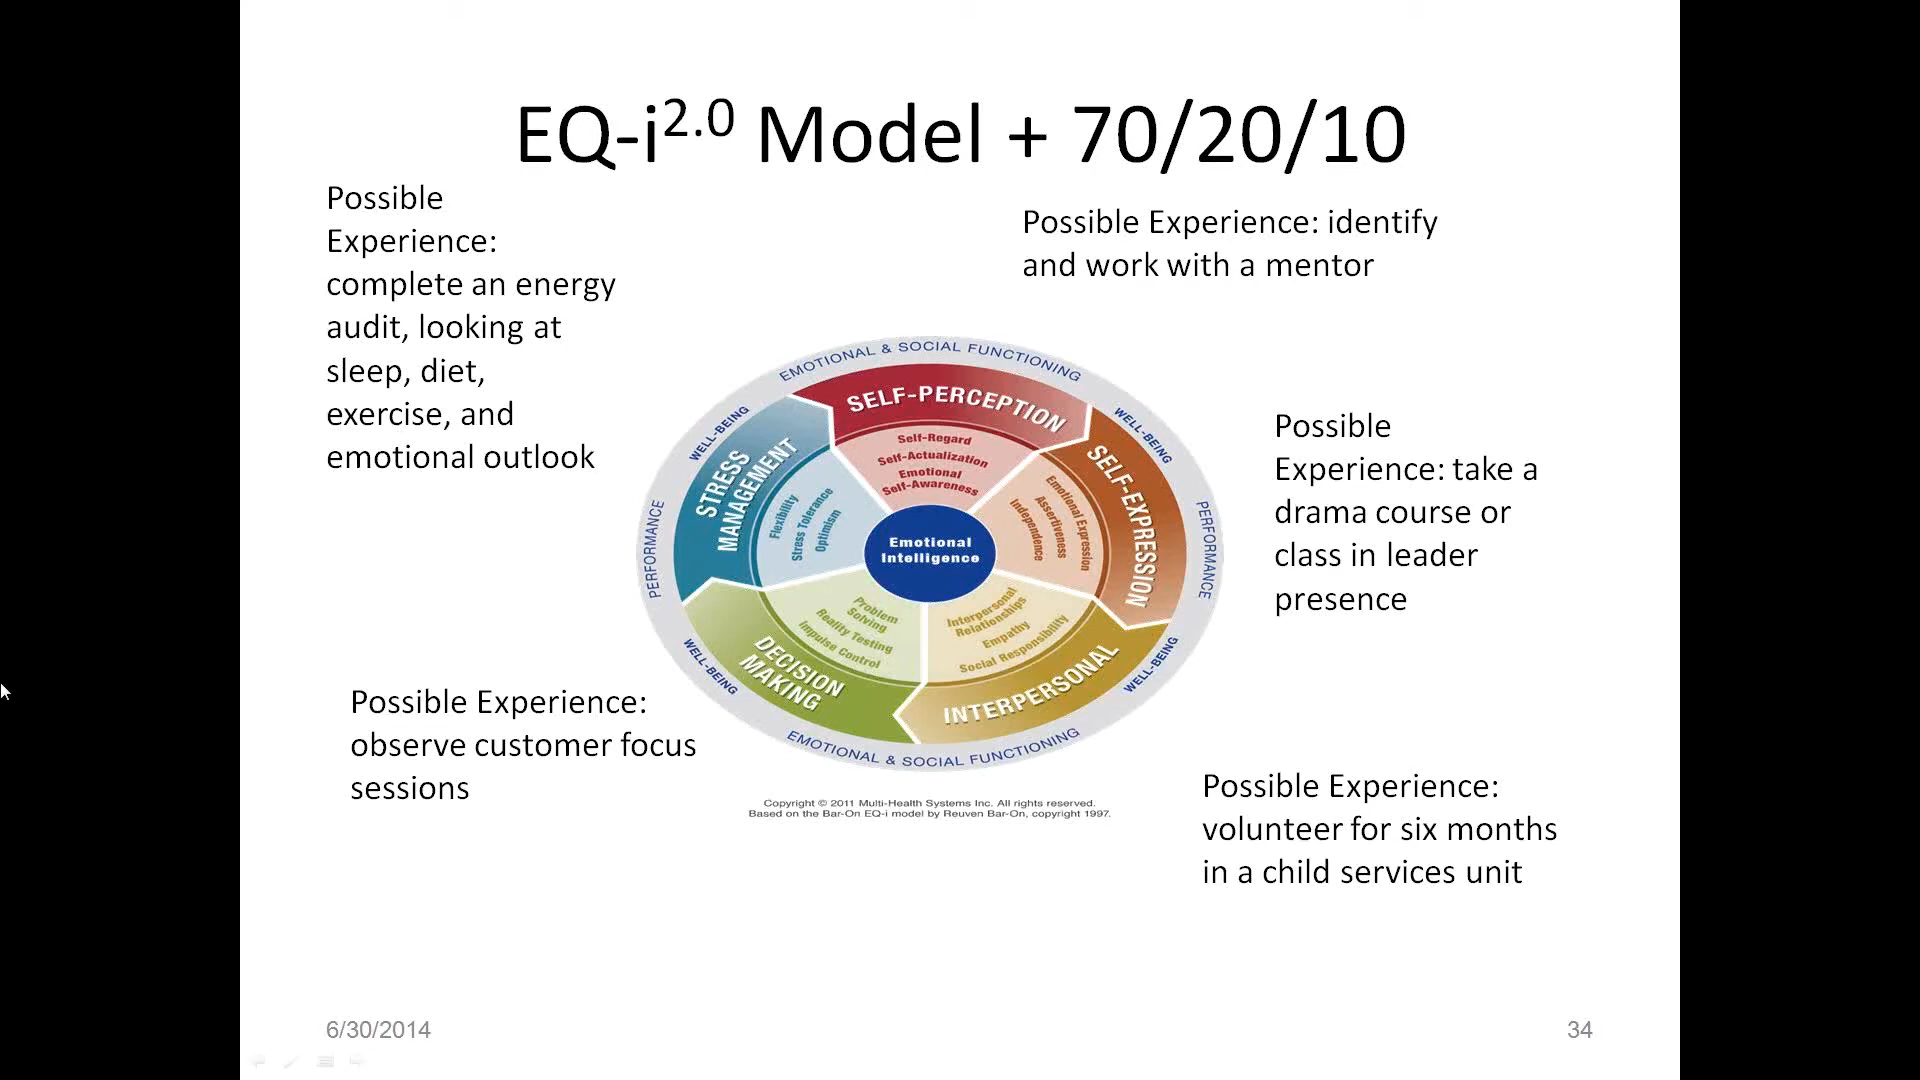 EQ-i2.0 Model + 70/20/10
Possible
Experience:
complete an energy
audit, looking at
sleep, diet,
exercise, and
emotional outlook
Possible Experience: identify
and work with a mentor
EMOTIONAL & SOCIAL FUNCTIONING
WELL-BEING
WELL-BEING
PERFORMANCE
PERFORMANCE
WELL-BEING
WELL-BEING
EMOTIONAL & SOCIAL FUNCTIONING
SELF-PERCEPTION
Self-Regard
Self-Actualization
Emotional
Self-Awareness
SELF-EXPRESSION
Emotional Expression
Assertiveness
Independence
INTERPERSONAL
Interpersonal
Relationships
Empathy
Social Responsibility
DECISION
MAKING
Problem
Solving
Reality Testing
Impulse Control
STRESS
MANAGEMENT
Flexibility
Stress Tolerance
Optimism
Emotional
Intelligence
Possible
Experience: take a
drama course or
class in leader
presence
Possible Experience:
observe customer focus
sessions
Possible Experience:
volunteer for six months
in a child services unit
Copyright © 2011 Multi-Health Systems Inc. All rights reserved.
Based on the Bar-On EQ-i model by Reuven Bar-On, copyright 1997.
6/30/2014
34